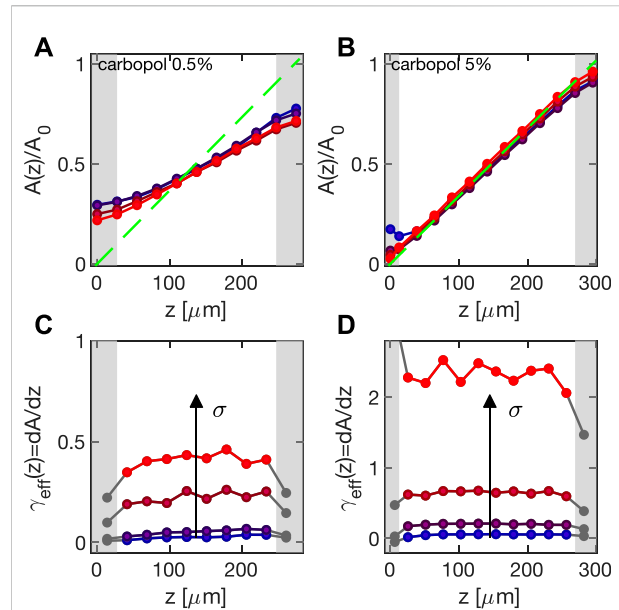 A
carbopol 0.5%
1
0.5
0
A(z)/A₀
0
100
200
z [μm]
B
carbopol 5%
1
0.5
0
A(z)/A₀
0
100
200
300
z [μm]
C
1
0.5
0
γeff(z)=dA/dz
σ
0
100
200
z [μm]
D
2
1
0
γeff(z)=dA/dz
σ
0
100
200
300
z [μm]